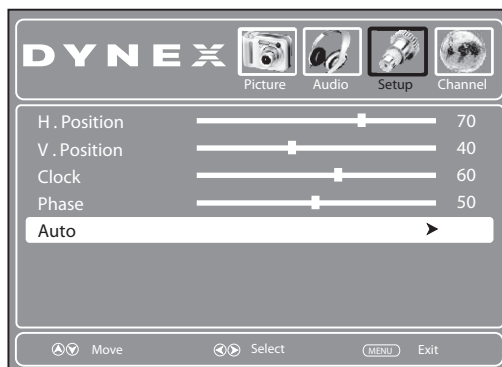 DYNEX
Picture Audio Setup Channel
H . Position 70
V . Position 40
Clock 60
Phase 50
Auto
Move Select MENU Exit